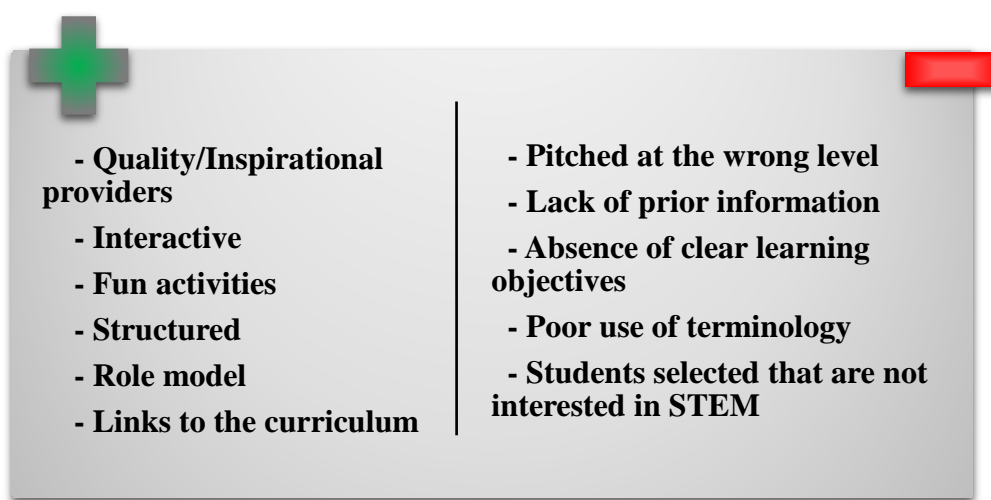 - Quality/Inspirational
providers
- Interactive
- Fun activities
- Structured
- Role model
- Links to the curriculum
- Pitched at the wrong level
- Lack of prior information
- Absence of clear learning
objectives
- Poor use of terminology
- Students selected that are not
interested in STEM